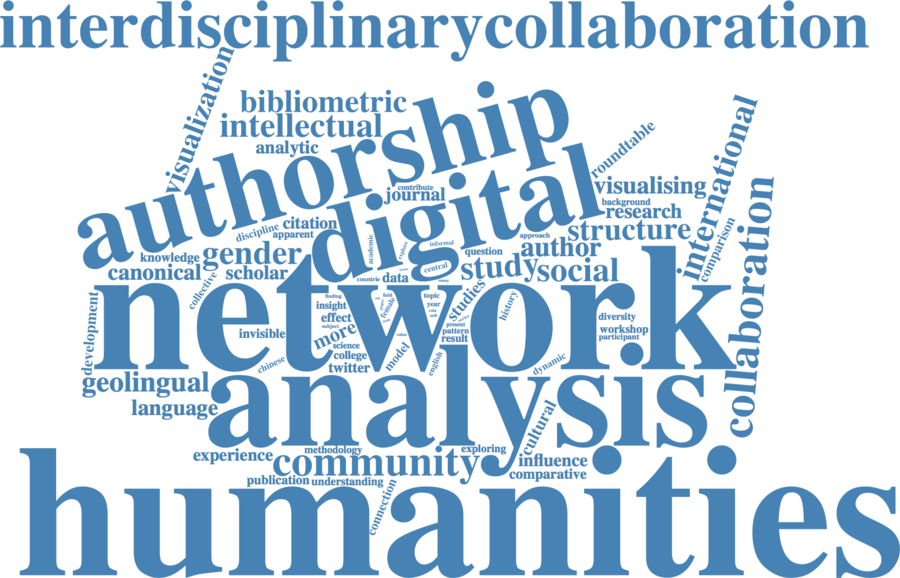 interdisciplinarycollaboration
visualization
bibliometric
intellectual
analytic
authorship
international
roundtable
contribute
journal
visualising
background
research
digital
citation
discipline
apparent
structure
collaboration
academic
explore
informal
approach
author
question
knowledge
gender
canonical
scholar
central
data
study
social
comparison
collective
network
insight
finding
effect
subject
field
female
topic
year
studies
history
diversity
workshop
participant
invisible
more
science
college
twitter
model
present
pattern
result
english
dynamic
chinese
development
geolingual
language
analysis
cultural
experience
methodology
exploring
community
influence
comparative
publication
understanding
connection
humanities